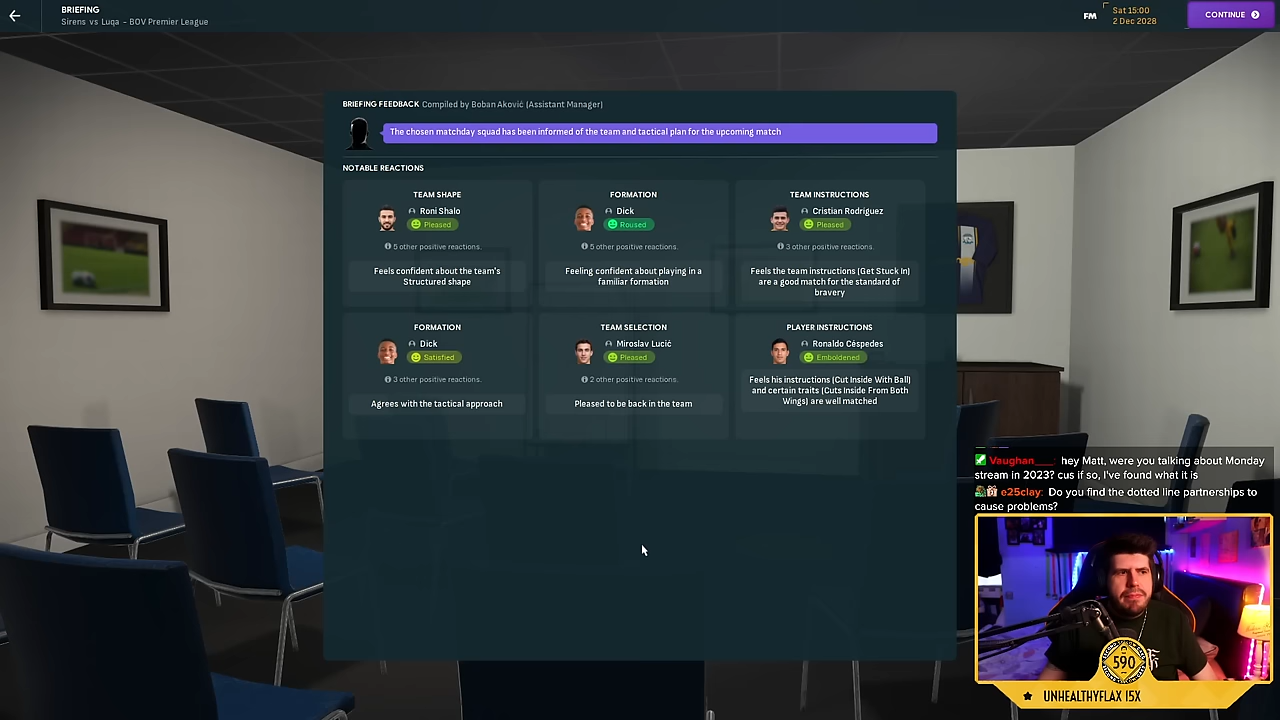 BRIEFING
Sirens vs Luqa - BOV Premier League
FM
Sat 15:00
2 Dec 2028
CONTINUE
BRIEFING FEEDBACK Compiled by Boban Aković (Assistant Manager)
The chosen matchday squad has been informed of the team and tactical plan for the upcoming match
NOTABLE REACTIONS
TEAM SHAPE
Roni Shalo
Pleased
5 other positive reactions.
Feels confident about the team's
Structured shape
FORMATION
Dick
Roused
5 other positive reactions.
Feeling confident about playing in a
familiar formation
TEAM INSTRUCTIONS
Cristian Rodríguez
Pleased
3 other positive reactions.
Feels the team instructions (Get Stuck In)
are a good match for the standard of
bravery
FORMATION
Dick
Satisfied
3 other positive reactions.
Agrees with the tactical approach
TEAM SELECTION
Miroslav Lucić
Pleased
2 other positive reactions.
Pleased to be back in the team
PLAYER INSTRUCTIONS
Ronaldo Céspedes
Emboldened
Feels his instructions (Cut Inside With Ball)
and certain traits (Cuts Inside From Both
Wings) are well matched
Vaughan___: hey Matt, were you talking about Monday
stream in 2023? cus if so, I've found what it is
e25clay: Do you find the dotted line partnerships to
cause problems?
590
UNHEALTHYFLAX 15X